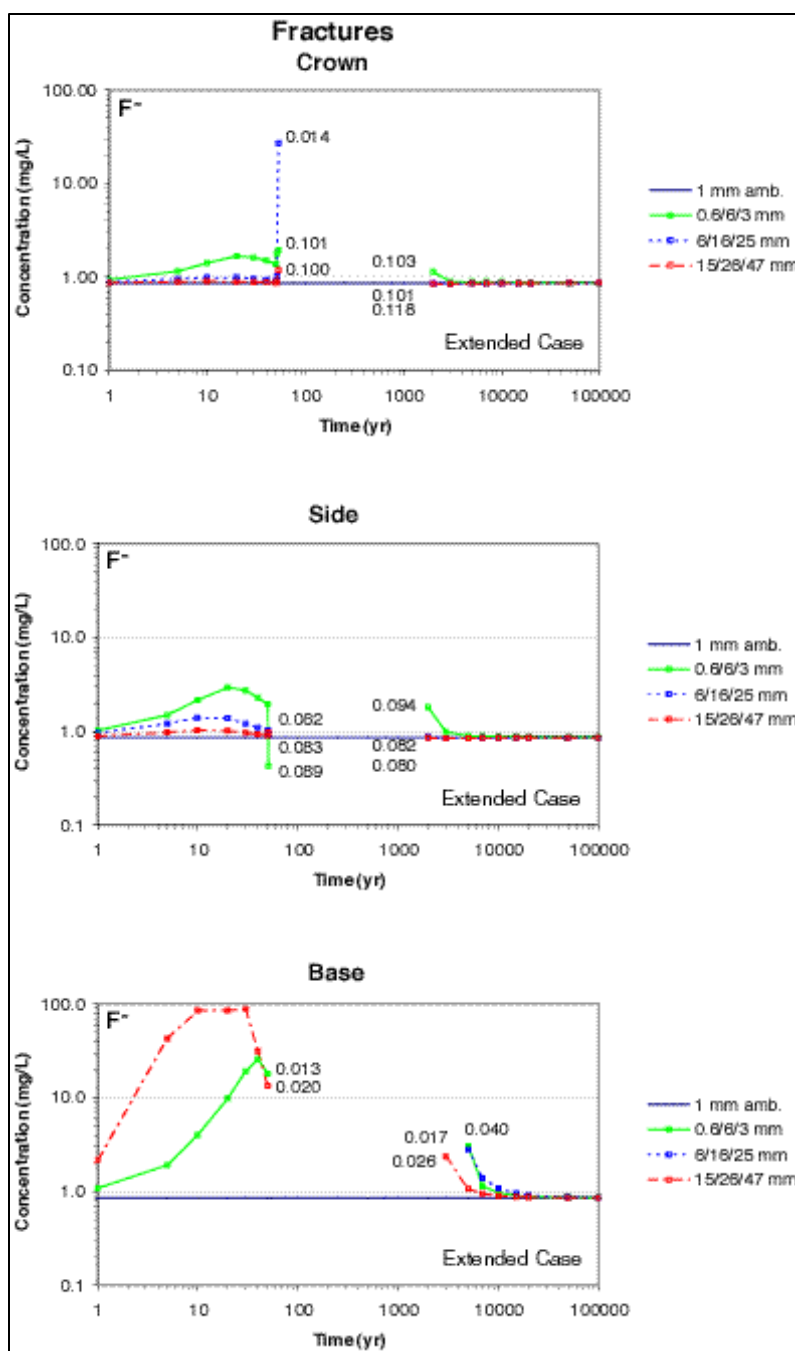 Fractures
Crown
F-
100.00
10.00
1.00
0.10
Concentration (mg/L)
0.014
0.101
0.100
0.103
0.101
0.118
Extended Case
1 10 100 1000 10000 100000
Time (yr)
1 mm amb.
0.6/6/3 mm
6/16/25 mm
15/26/47 mm
Side
F-
100.0
10.0
1.0
0.1
Concentration (mg/L)
0.062
0.083
0.089
0.094
0.082
0.080
Extended Case
1 10 100 1000 10000 100000
Time (yr)
1 mm amb.
0.6/6/3 mm
6/16/25 mm
15/26/47 mm
Base
F-
100.0
10.0
1.0
0.1
Concentration (mg/L)
0.013
0.020
0.017
0.026
0.040
Extended Case
1 10 100 1000 10000 100000
Time (yr)
1 mm amb.
0.6/6/3 mm
6/16/25 mm
15/26/47 mm